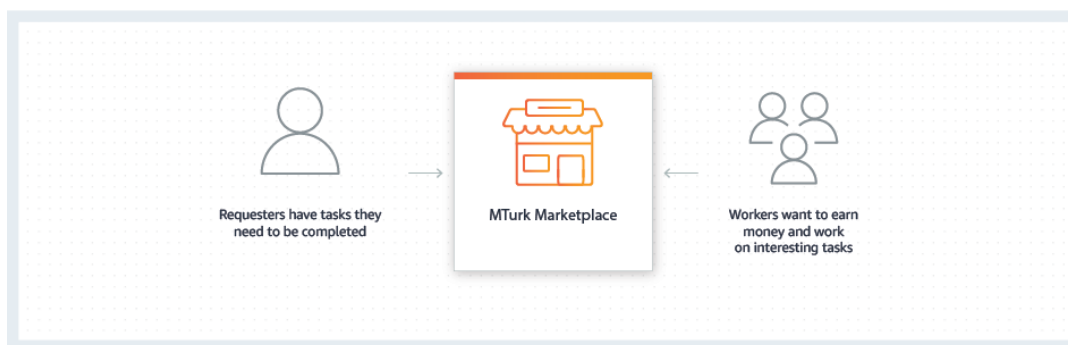 Requesters have tasks they
need to be completed
MTurk Marketplace
Workers want to earn
money and work
on interesting tasks